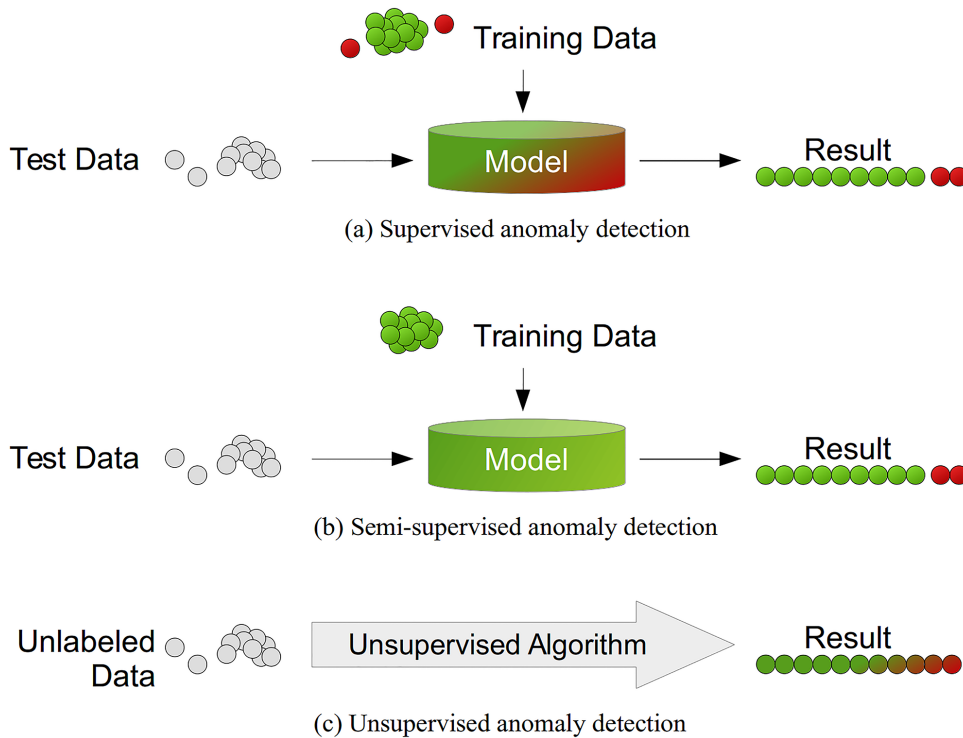 Training Data
Test Data
Model
Result
(a) Supervised anomaly detection
Training Data
Test Data
Model
Result
(b) Semi-supervised anomaly detection
Unlabeled
Data
Unsupervised Algorithm
Result
(c) Unsupervised anomaly detection